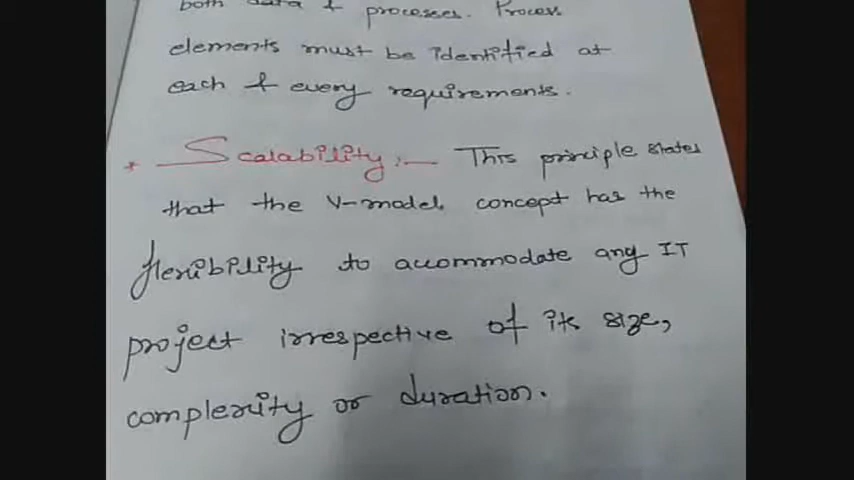 both data & processes. Process
elements must be identified at
each & every requirements.
* Scalability :- This principle states
that the V-model concept has the
flexibility to accommodate any IT
project irrespective of its size,
complexity or duration.